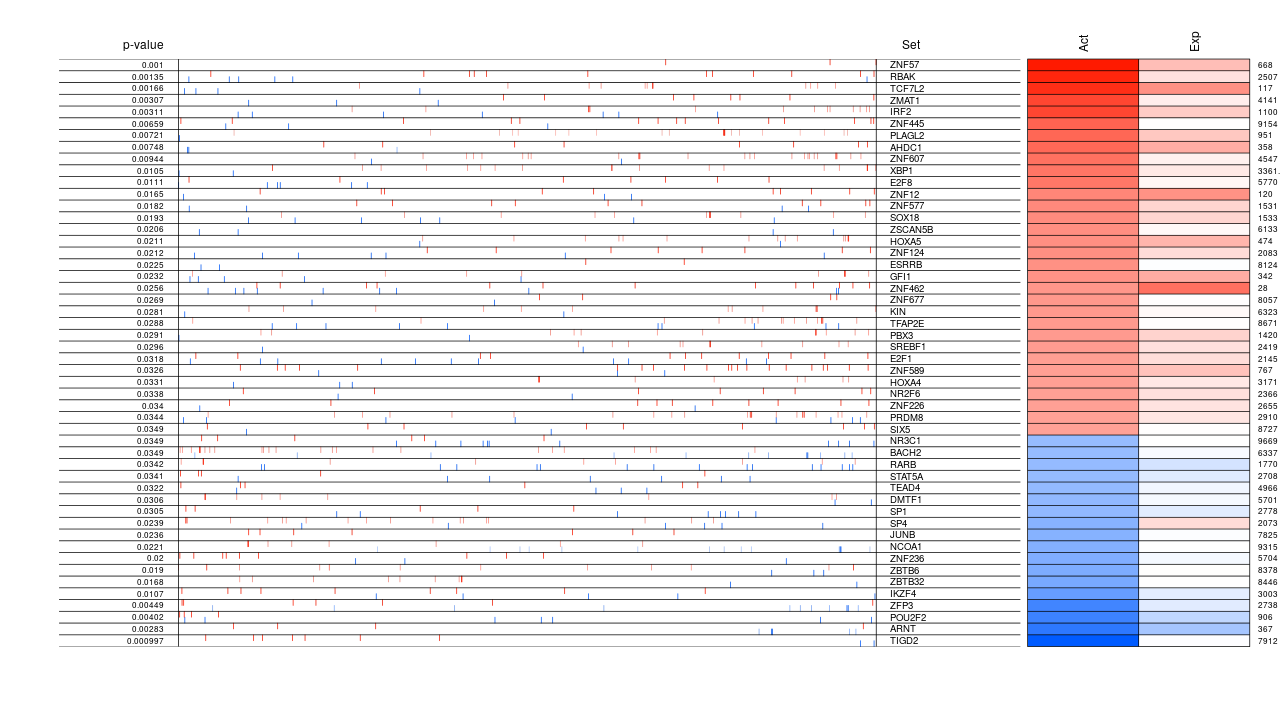 p-value Set Act Exp
0.001 ZNF57 668
0.00135 RBAK 2507
0.00166 TCF7L2 117
0.00307 ZMAT1 4141
0.00311 IRF2 1100
0.00659 ZNF445 9154
0.00721 PLAGL2 951
0.00748 AHDC1 358
0.00944 ZNF607 4547
0.0105 XBP1 3361.
0.0111 E2F8 5770
0.0165 ZNF12 120
0.0182 ZNF577 1531
0.0193 SOX18 1533
0.0206 ZSCAN5B 6133
0.0211 HOXA5 474
0.0212 ZNF124 2083
0.0225 ESRRB 8124
0.0232 GFI1 342
0.0256 ZNF462 28
0.0269 ZNF677 8057
0.0281 KIN 6323
0.0288 TFAP2E 8671
0.0291 PBX3 1420
0.0296 SREBF1 2419
0.0318 E2F1 2145
0.0326 ZNF589 767
0.0331 HOXA4 3171
0.0338 NR2F6 2366
0.034 ZNF226 2655
0.0344 PRDM8 2910
0.0349 SIX5 8727
0.0349 NR3C1 9669
0.0349 BACH2 6337
0.0342 RARB 1770
0.0341 STAT5A 2708
0.0322 TEAD4 4966
0.0306 DMTF1 5701
0.0305 SP1 2778
0.0239 SP4 2073
0.0236 JUNB 7825
0.0221 NCOA1 9315
0.02 ZNF236 5704
0.019 ZBTB6 8378
0.0168 ZBTB32 8446
0.0107 IKZF4 3003
0.00449 ZFP3 2738
0.00402 POU2F2 906
0.00283 ARNT 367
0.000997 TIGD2 7912